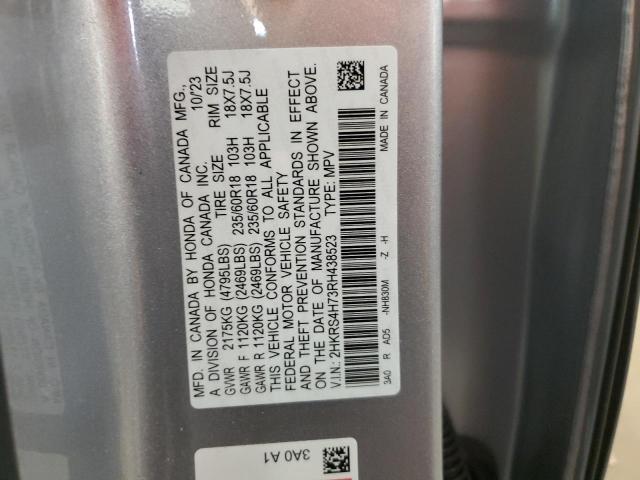 MFD. IN CANADA BY HONDA OF CANADA MFG., 10/'23
A DIVISION OF HONDA CANADA INC.
GVWR 2175KG (4795LBS) TIRE SIZE RIM SIZE
GAWR F 1120KG (2469LBS) 235/60R18 103H 18X7.5J
GAWR R 1120KG (2469LBS) 235/60R18 103H 18X7.5J
THIS VEHICLE CONFORMS TO ALL APPLICABLE
FEDERAL MOTOR VEHICLE SAFETY
AND THEFT PREVENTION STANDARDS IN EFFECT
ON THE DATE OF MANUFACTURE SHOWN ABOVE.
V.I.N.: 2HKRS4H73RH438523 TYPE: MPV
3A0 R AD5 -NH830M -Z -H MADE IN CANADA
3A0 A1